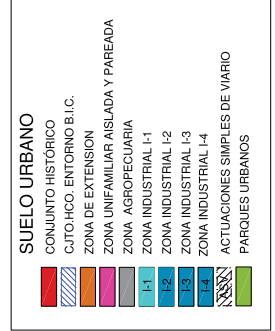 SUELO URBANO
CONJUNTO HISTÓRICO
CJTO.HCO. ENTORNO B.I.C.
ZONA DE EXTENSION
ZONA UNIFAMILIAR AISLADA Y PAREADA
ZONA AGROPECUARIA
I-1 ZONA INDUSTRIAL I-1
I-2 ZONA INDUSTRIAL I-2
I-3 ZONA INDUSTRIAL I-3
I-4 ZONA INDUSTRIAL I-4
ASV ACTUACIONES SIMPLES DE VIARIO
PARQUES URBANOS